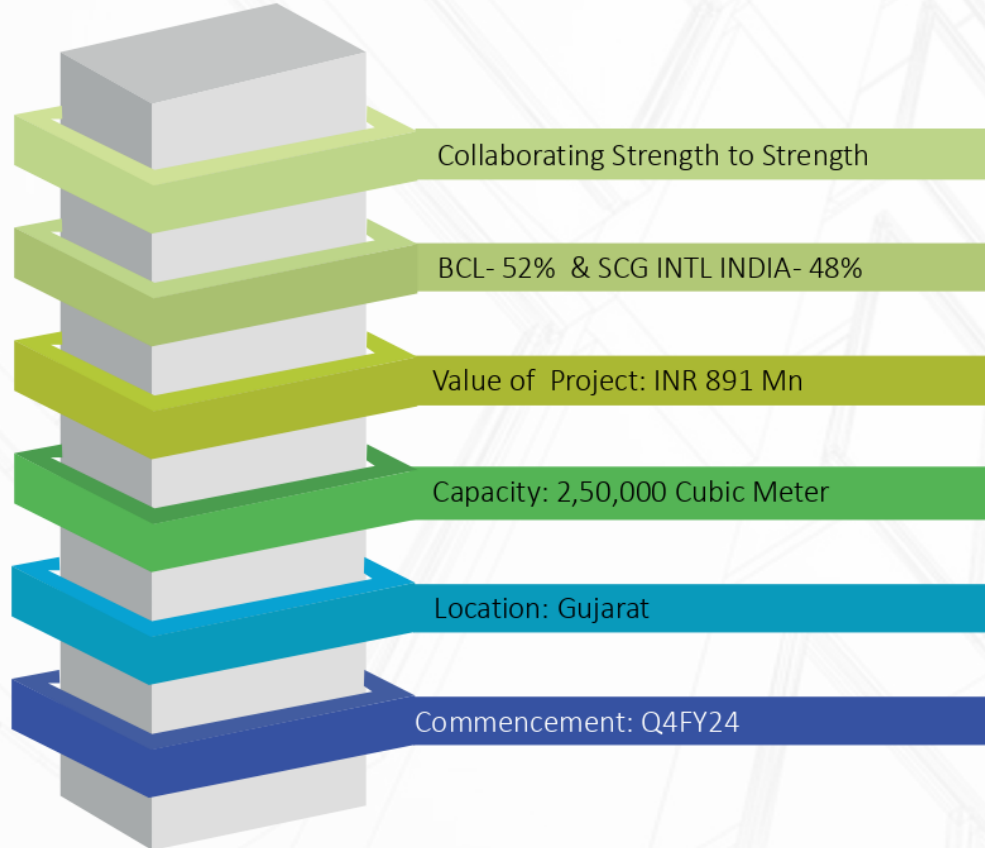 Collaborating Strength to Strength
BCL- 52% & SCG INTL INDIA- 48%
Value of Project: INR 891 Mn
Capacity: 2,50,000 Cubic Meter
Location: Gujarat
Commencement: Q4FY24